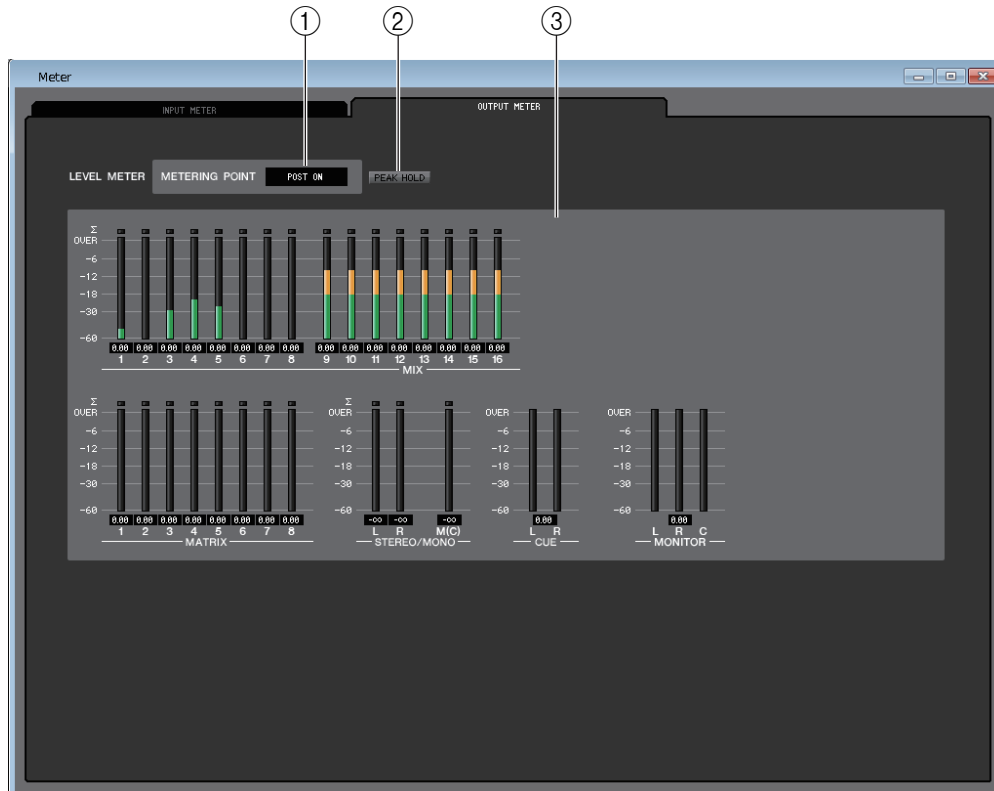 ① ② ③
Meter
INPUT METER OUTPUT METER
LEVEL METER METERING POINT POST ON PEAK HOLD
Σ
OVER
-6
-12
-18
-30
-60
0.00 0.00 0.00 0.00 0.00 0.00 0.00 0.00 0.00 0.00 0.00 0.00 0.00 0.00 0.00 0.00
1 2 3 4 5 6 7 8 9 10 11 12 13 14 15 16
MIX
Σ Σ
OVER OVER OVER OVER
-6 -6 -6 -6
-12 -12 -12 -12
-18 -18 -18 -18
-30 -30 -30 -30
-60 -60 -60 -60
0.00 0.00 0.00 0.00 0.00 0.00 0.00 0.00 -∞ -∞ -∞ 0.00 0.00
1 2 3 4 5 6 7 8 L R M(C) L R L R C
MATRIX STEREO/MONO CUE MONITOR